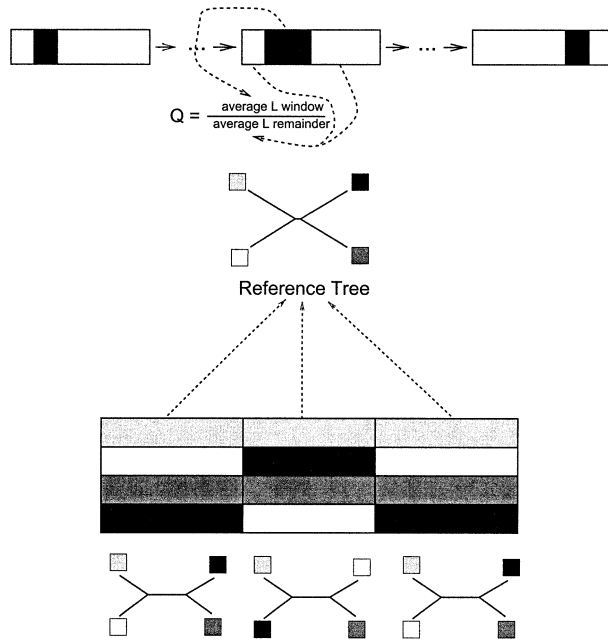 ...
...
Q = average L window
average L remainder
Reference Tree